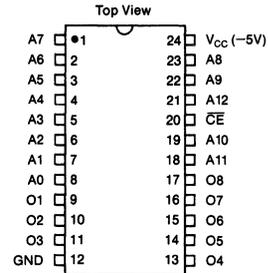 Top View
A7 1 24 V_CC (−5V)
A6 2 23 A8
A5 3 22 A9
A4 4 21 A12
A3 5 20 C̅E̅
A2 6 19 A10
A1 7 18 A11
A0 8 17 O8
O1 9 16 O7
O2 10 15 O6
O3 11 14 O5
GND 12 13 O4